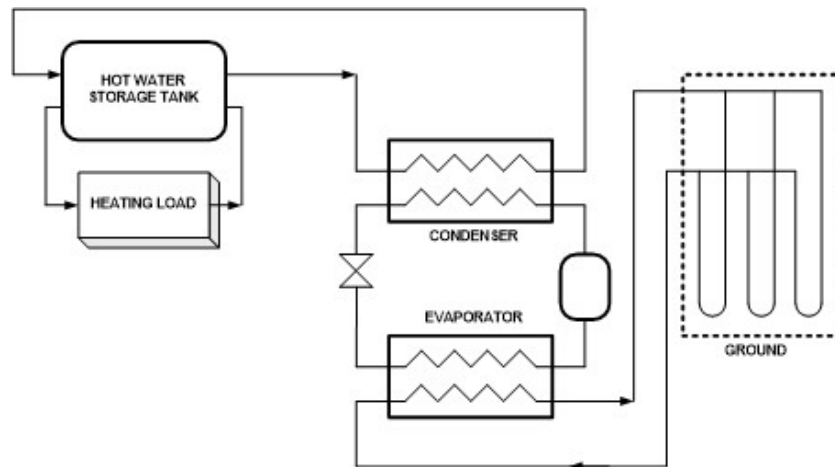 HOT WATER
STORAGE TANK
HEATING LOAD
CONDENSER
EVAPORATOR
GROUND